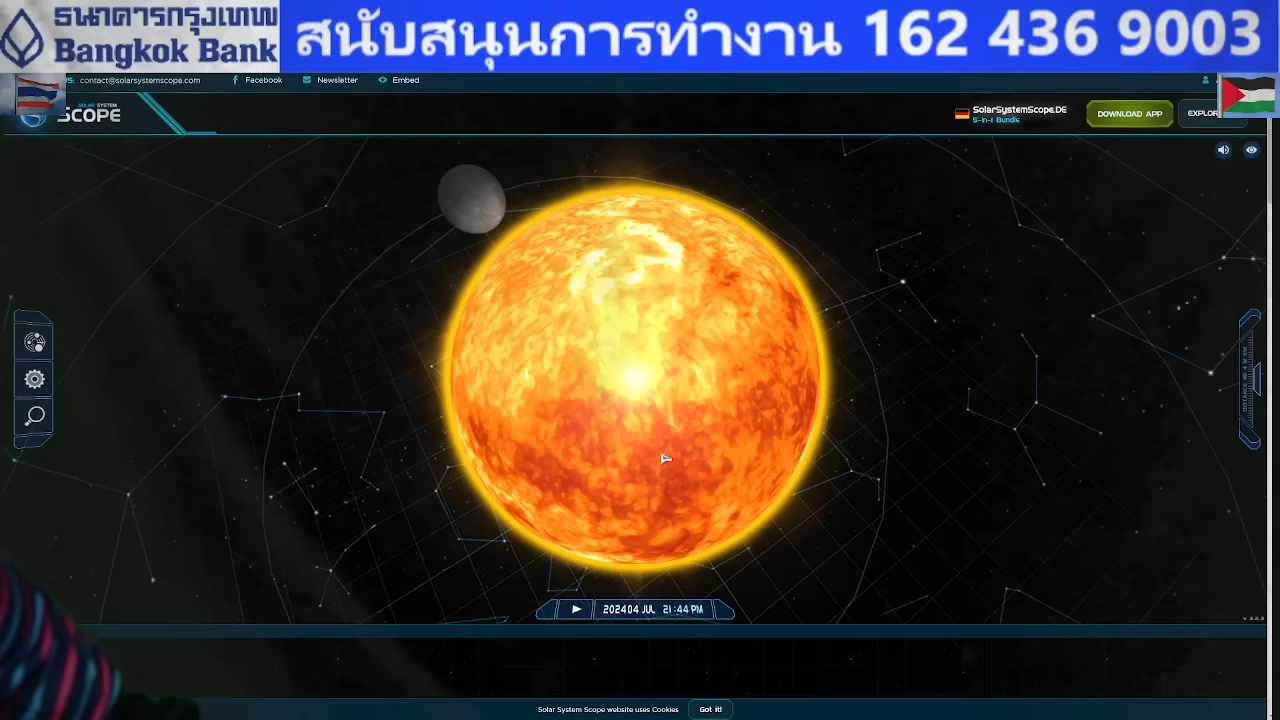 ธนาคารกรุงเทพ
Bangkok Bank
สนับสนุนการทำงาน 162 436 9003
contact@solarsystemscope.com
Facebook
Newsletter
Embed
SOLAR SYSTEM
SCOPE
SolarSystemScope.DE
5-in-1 Bundle
DOWNLOAD APP
EXPLOR
2024 04 JUL 21:44 PM
Solar System Scope website uses Cookies
Got it!